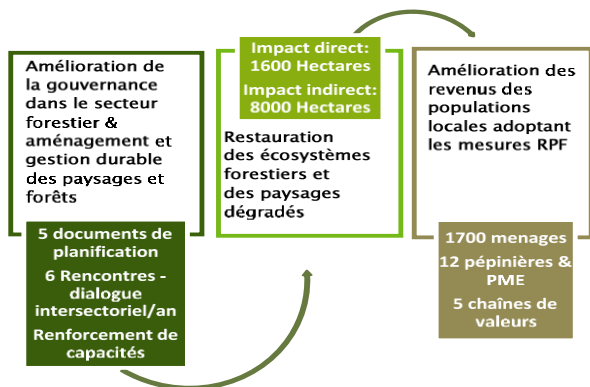 Amélioration de
la gouvernance
dans le secteur
forestier &
aménagement et
gestion durable
des paysages et
forêts
5 documents de
planification
6 Rencontres -
dialogue
intersectoriel/an
Renforcement de
capacités
Impact direct:
1600 Hectares
Impact indirect:
8000 Hectares
Restauration
des écosystèmes
forestiers et
des paysages
dégradés
Amélioration des
revenus des
populations
locales adoptant
les mesures RPF
1700 menages
12 pépinières &
PME
5 chaînes de
valeurs